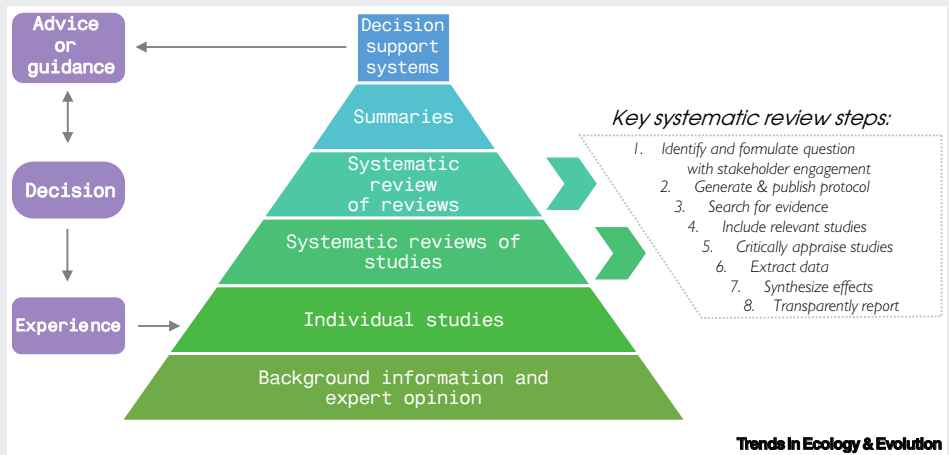 Advice
or
guidance
Decision
Experience
Decision
support
systems
Summaries
Systematic
review
of reviews
Systematic reviews of
studies
Individual studies
Background information and
expert opinion
Key systematic review steps:
1. Identify and formulate question
with stakeholder engagement
2. Generate & publish protocol
3. Search for evidence
4. Include relevant studies
5. Critically appraise studies
6. Extract data
7. Synthesize effects
8. Transparently report
Trends in Ecology & Evolution